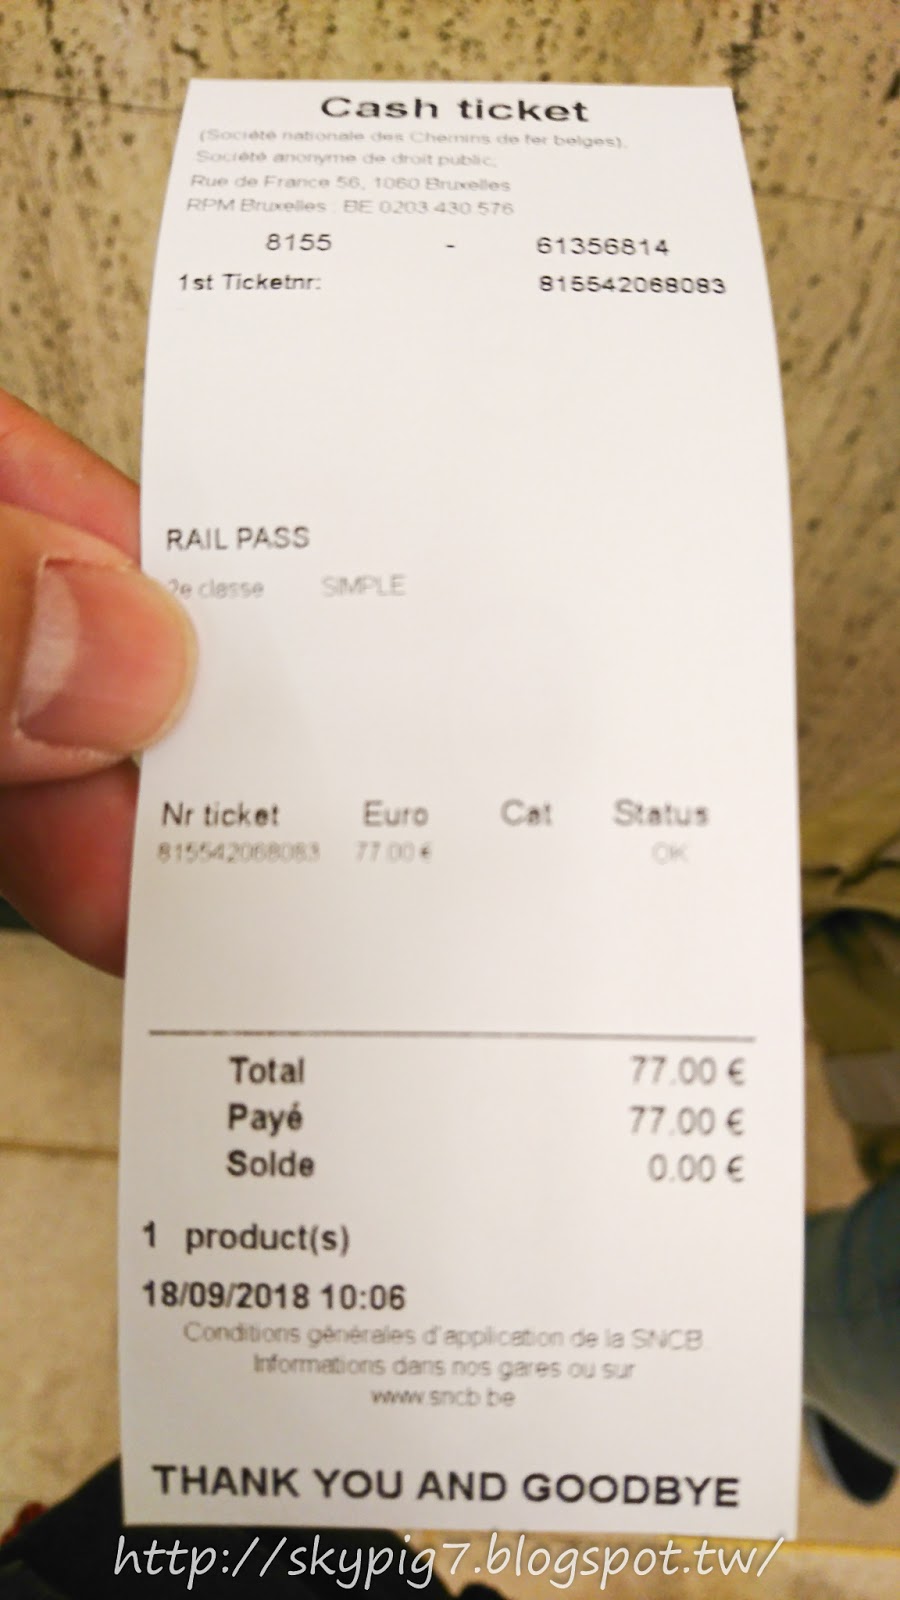 Cash ticket
(Société nationale des Chemins de fer belges),
Société anonyme de droit public,
Rue de France 56, 1060 Bruxelles
RPM Bruxelles : BE 0203 430 576
8155 - 61356814
1st Ticketnr: 815542068083
RAIL PASS
2e classe SIMPLE
Nr ticket Euro Cat Status
815542068083 77.00 € OK
Total 77.00 €
Payé 77.00 €
Solde 0.00 €
1 product(s)
18/09/2018 10:06
Conditions générales d'application de la SNCB.
Informations dans nos gares ou sur
www.sncb.be
THANK YOU AND GOODBYE
http://skypig7.blogspot.tw/